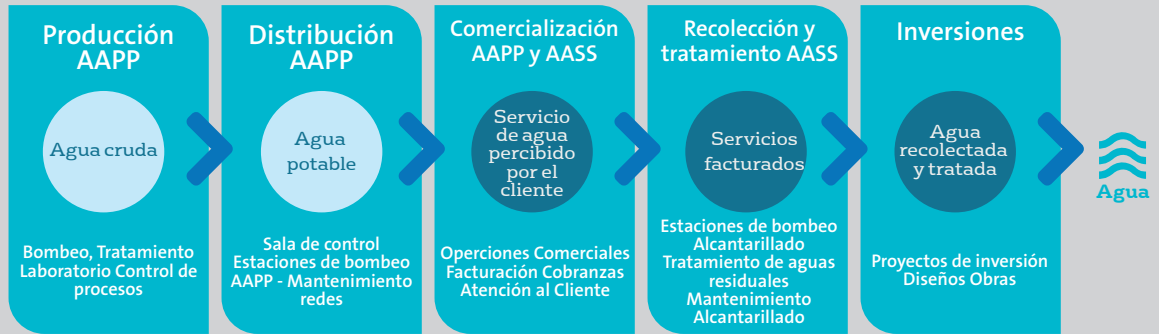 Producción
AAPP
Agua cruda
Bombeo, Tratamiento
Laboratorio Control de
procesos
Distribución
AAPP
Agua
potable
Sala de control
Estaciones de bombeo
AAPP - Mantenimiento
redes
Comercialización
AAPP y AASS
Servicio
de agua
percibido
por el
cliente
Operciones Comerciales
Facturación Cobranzas
Atención al Cliente
Recolección y
tratamiento AASS
Servicios
facturados
Estaciones de bombeo
Alcantarillado
Tratamiento de aguas
residuales
Mantenimiento
Alcantarillado
Inversiones
Agua
recolectada
y tratada
Proyectos de inversión
Diseños Obras
Agua